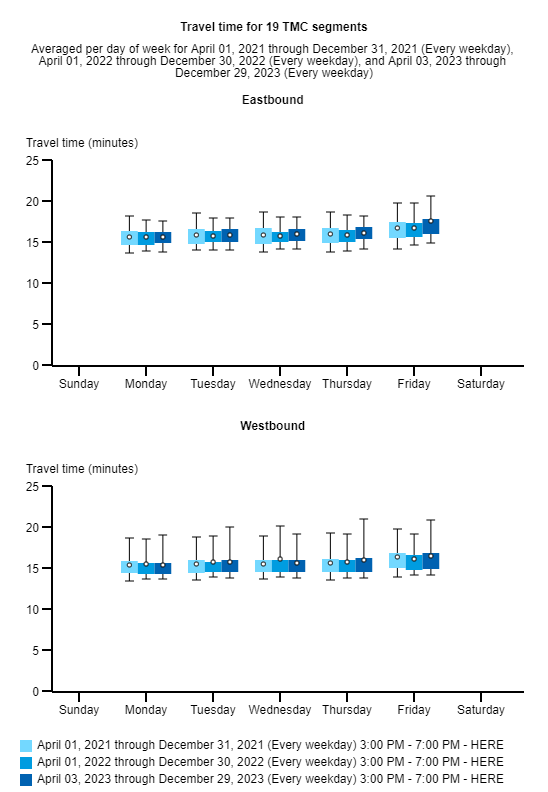 Travel time for 19 TMC segments
Averaged per day of week for April 01, 2021 through December 31, 2021 (Every weekday),
April 01, 2022 through December 30, 2022 (Every weekday), and April 03, 2023 through
December 29, 2023 (Every weekday)
Eastbound
Travel time (minutes)
25
20
15
10
5
0
Sunday Monday Tuesday Wednesday Thursday Friday Saturday
Westbound
Travel time (minutes)
25
20
15
10
5
0
Sunday Monday Tuesday Wednesday Thursday Friday Saturday
April 01, 2021 through December 31, 2021 (Every weekday) 3:00 PM - 7:00 PM - HERE
April 01, 2022 through December 30, 2022 (Every weekday) 3:00 PM - 7:00 PM - HERE
April 03, 2023 through December 29, 2023 (Every weekday) 3:00 PM - 7:00 PM - HERE